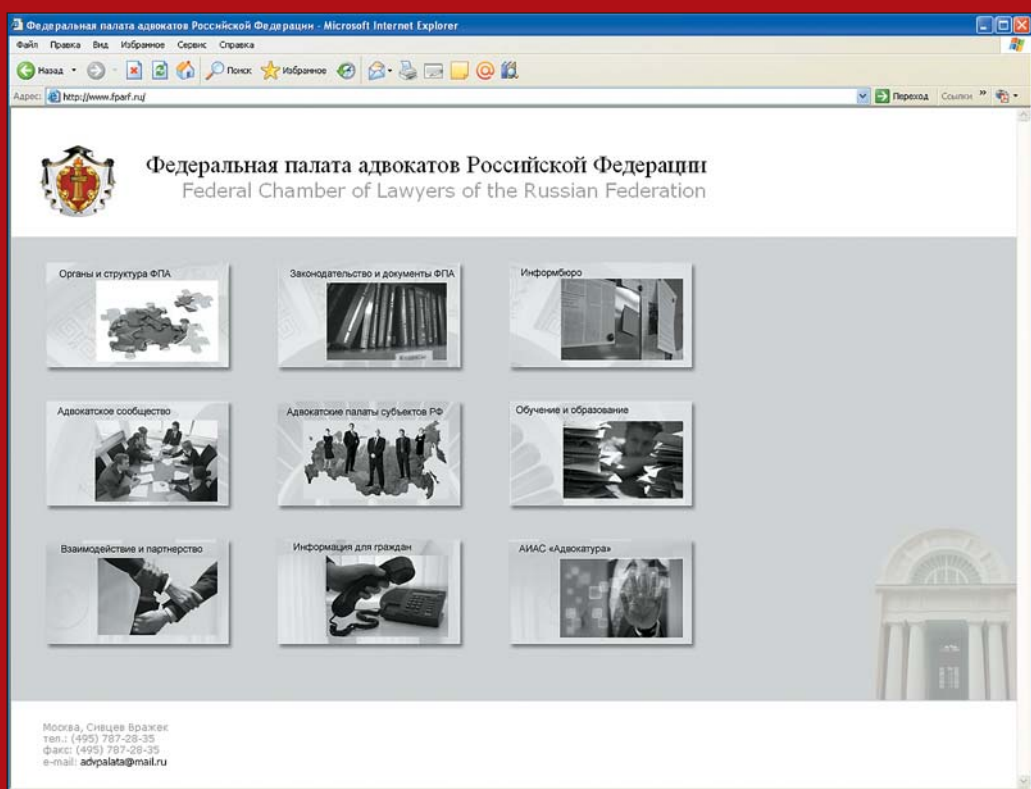 Федеральная палата адвокатов Российской Федерации - Microsoft Internet Explorer
Файл Правка Вид Избранное Сервис Справка
Назад Поиск Избранное
Адрес: http://www.fparf.ru/ Переход Ссылки »
Федеральная палата адвокатов Российской Федерации
Federal Chamber of Lawyers of the Russian Federation
Органы и структура ФПА Законодательство и документы ФПА Информбюро
Адвокатское сообщество Адвокатские палаты субъектов РФ Обучение и образование
Взаимодействие и партнерство Информация для граждан АИАС «Адвокатура»
Москва, Сивцев Вражек
тел.: (495) 787-28-35
факс: (495) 787-28-35
e-mail: advpalata@mail.ru